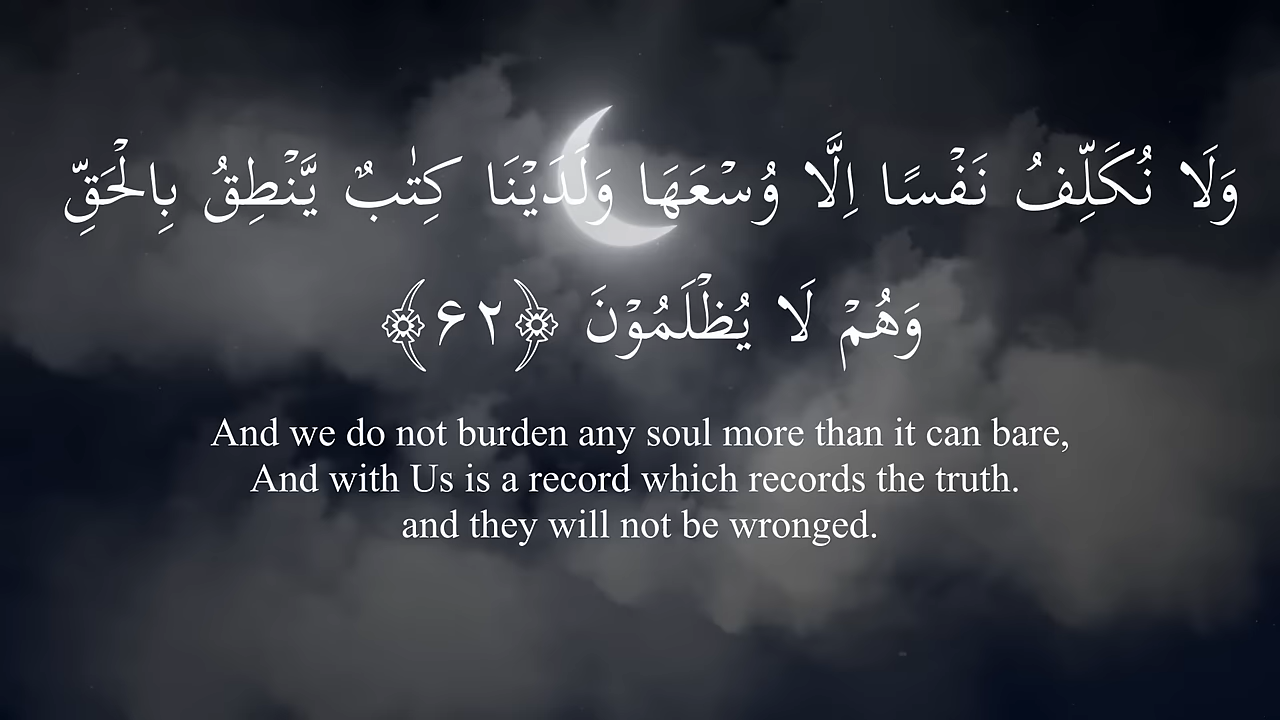 وَلَا نُكَلِّفُ نَفْسًا اِلَّا وُسْعَهَا وَلَدَيْنَا كِتٰبٌ يَّنْطِقُ بِالْحَقِّ
وَهُمْ لَا يُظْلَمُوْنَ ﴿۶۲﴾
And we do not burden any soul more than it can bare,
And with Us is a record which records the truth.
and they will not be wronged.